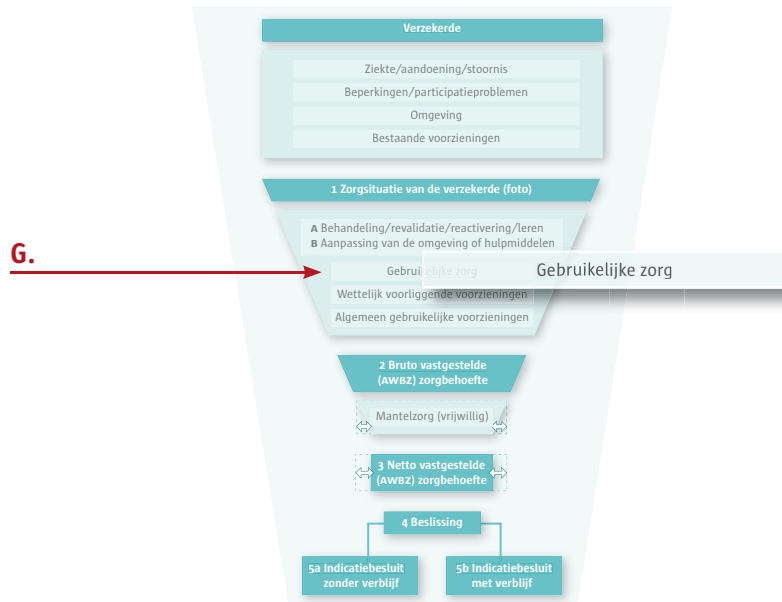 Verzekerde
Ziekte/aandoening/stoornis
Beperkingen/participatieproblemen
Omgeving
Bestaande voorzieningen
1 Zorgsituatie van de verzekerde (foto)
A Behandeling/revalidatie/reactivering/leren
B Aanpassing van de omgeving of hulpmiddelen
G.
Gebruikelijke zorg
Gebruikelijke zorg
Wettelijk voorliggende voorzieningen
Algemeen gebruikelijke voorzieningen
2 Bruto vastgestelde
(AWBZ) zorgbehoefte
Mantelzorg (vrijwillig)
3 Netto vastgestelde
(AWBZ) zorgbehoefte
4 Beslissing
5a Indicatiebesluit
zonder verblijf
5b Indicatiebesluit
met verblijf